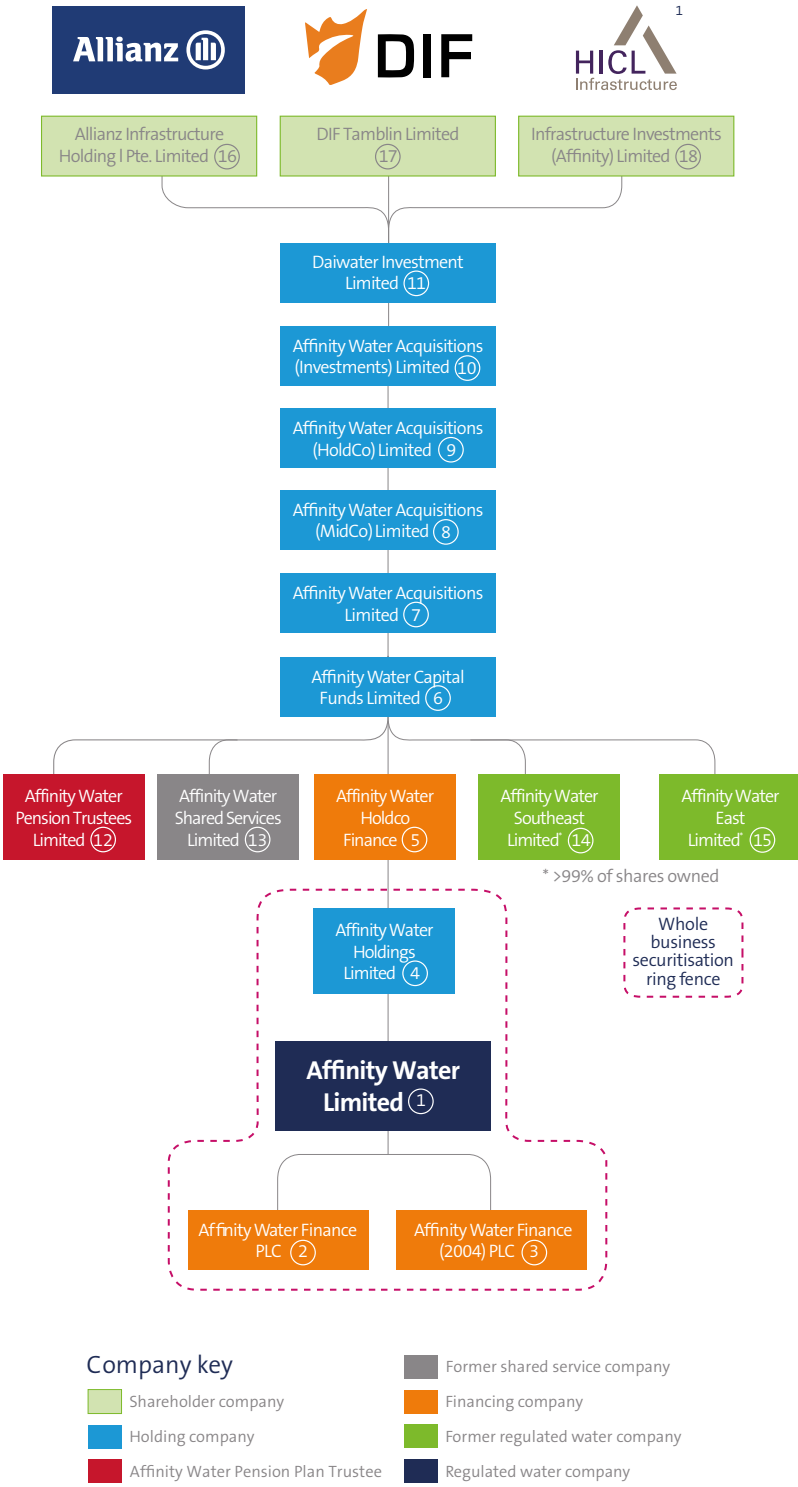 Allianz
DIF
1
HICL
Infrastructure
Allianz Infrastructure
Holding l Pte. Limited 16
DIF Tamblin Limited
17
Infrastructure Investments
(Affinity) Limited 18
Daiwater Investment
Limited 11
Affinity Water Acquisitions
(Investments) Limited 10
Affinity Water Acquisitions
(HoldCo) Limited 9
Affinity Water Acquisitions
(MidCo) Limited 8
Affinity Water Acquisitions
Limited 7
Affinity Water Capital
Funds Limited 6
Affinity Water
Pension Trustees
Limited 12
Affinity Water
Shared Services
Limited 13
Affinity Water
Holdco
Finance 5
Affinity Water
Southeast
Limited* 14
Affinity Water
East
Limited* 15
* >99% of shares owned
Whole
business
securitisation
ring fence
Affinity Water
Holdings
Limited 4
Affinity Water
Limited 1
Affinity Water Finance
PLC 2
Affinity Water Finance
(2004) PLC 3
Company key
Shareholder company
Holding company
Affinity Water Pension Plan Trustee
Former shared service company
Financing company
Former regulated water company
Regulated water company